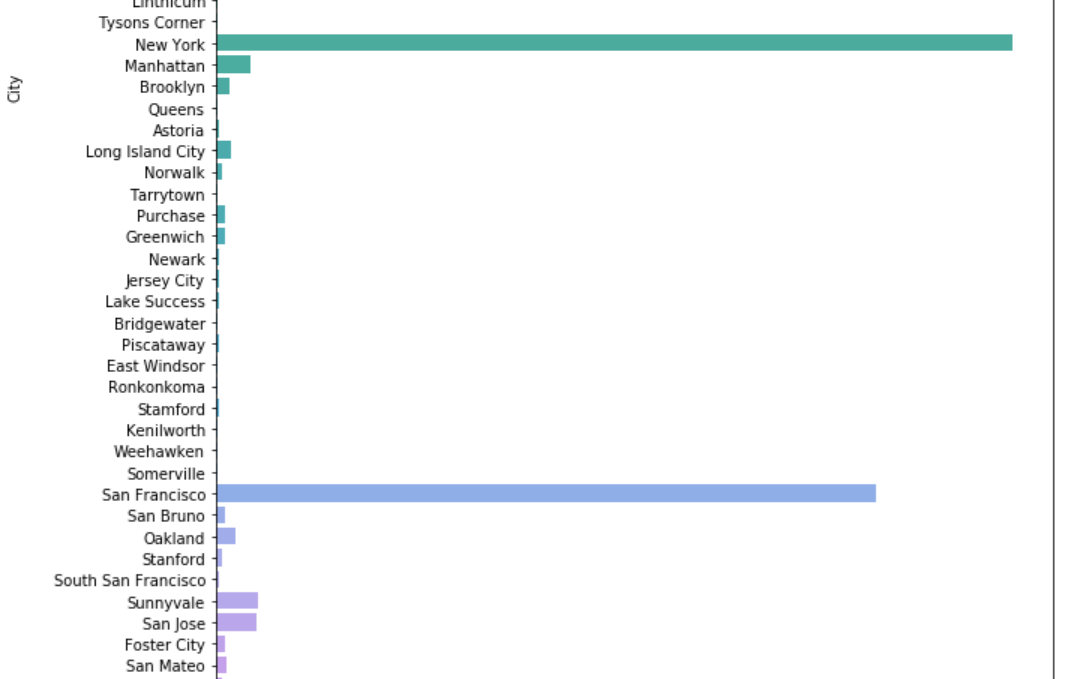 Linthicum
Tysons Corner
New York
Manhattan
Brooklyn
Queens
Astoria
Long Island City
Norwalk
Tarrytown
Purchase
Greenwich
Newark
Jersey City
Lake Success
Bridgewater
Piscataway
East Windsor
Ronkonkoma
Stamford
Kenilworth
Weehawken
Somerville
San Francisco
San Bruno
Oakland
Stanford
South San Francisco
Sunnyvale
San Jose
Foster City
San Mateo
City